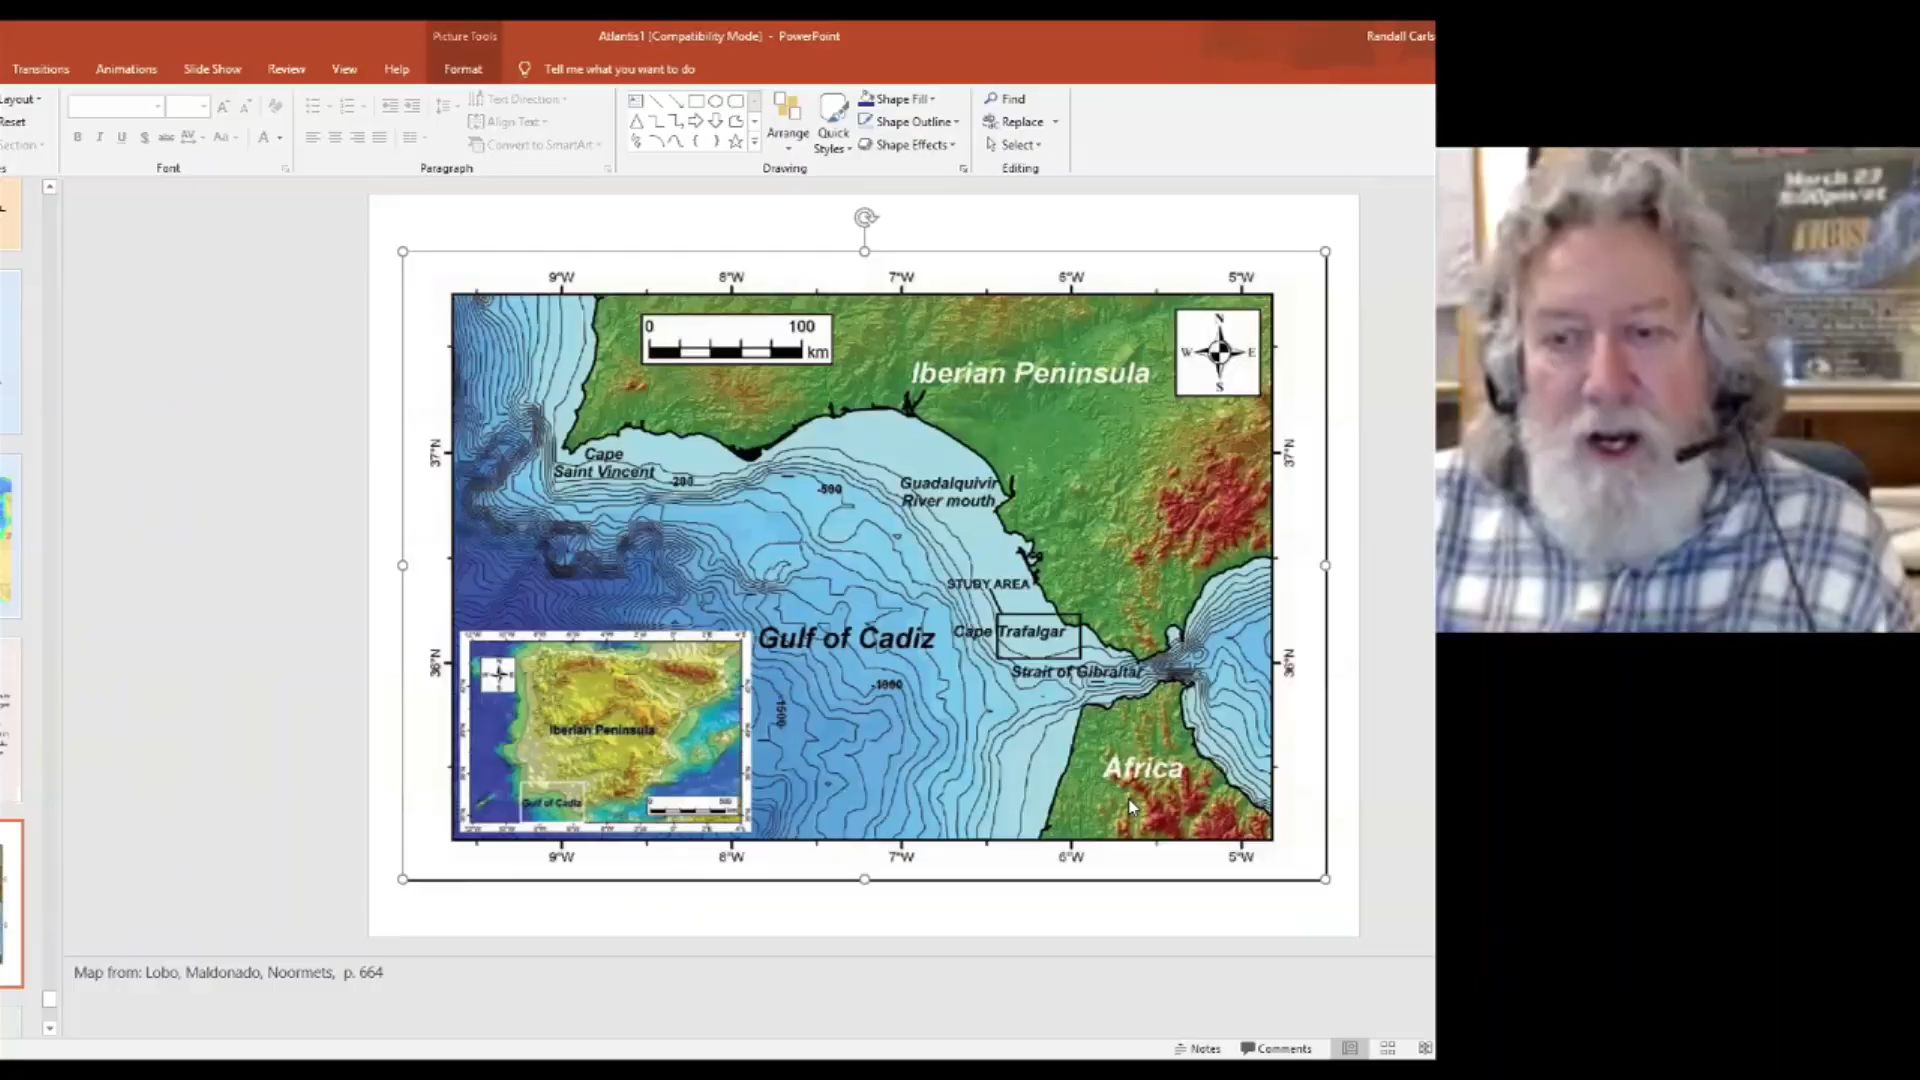 Picture Tools
Atlantis1 [Compatibility Mode] - PowerPoint
Randall Carls
Transitions
Animations
Slide Show
Review
View
Help
Format
Tell me what you want to do
ayout
Reset
Section
Text Direction
Align Text
Convert to SmartArt
Arrange
Quick
Styles
Shape Fill
Shape Outline
Shape Effects
Find
Replace
Select
Font
Paragraph
Drawing
Editing
9°W
8°W
7°W
6°W
5°W
0
100
km
Iberian Peninsula
N
W
E
S
37°N
37°N
Cape
Saint Vincent
-200
-500
Guadalquivir
River mouth
STUDY AREA
Gulf of Cadiz
Cape Trafalgar
Strait of Gibraltar
36°N
36°N
-1000
-1500
Iberian Peninsula
Gulf of Cadiz
Africa
9°W
8°W
7°W
6°W
5°W
Map from: Lobo, Maldonado, Noormets, p. 664
Notes
Comments
March 23